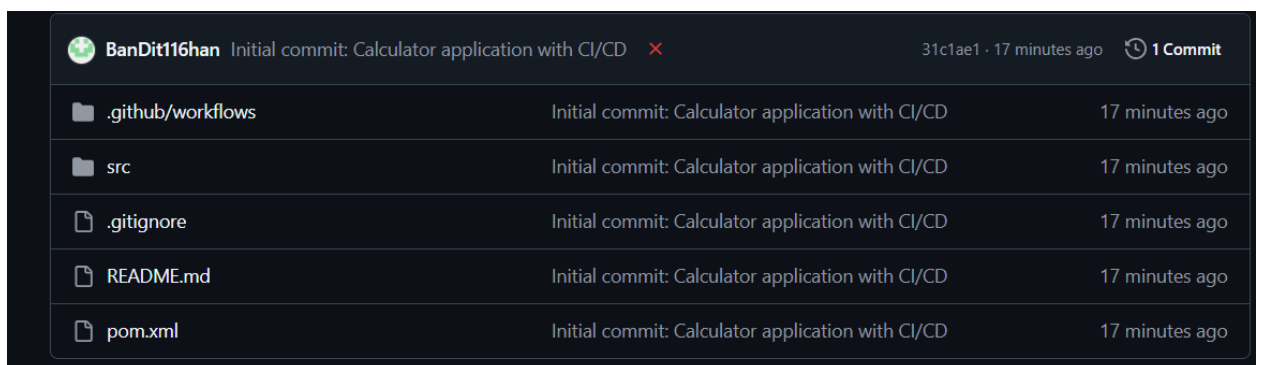 BanDit116han Initial commit: Calculator application with CI/CD 31c1ae1 · 17 minutes ago 1 Commit
.github/workflows Initial commit: Calculator application with CI/CD 17 minutes ago
src Initial commit: Calculator application with CI/CD 17 minutes ago
.gitignore Initial commit: Calculator application with CI/CD 17 minutes ago
README.md Initial commit: Calculator application with CI/CD 17 minutes ago
pom.xml Initial commit: Calculator application with CI/CD 17 minutes ago